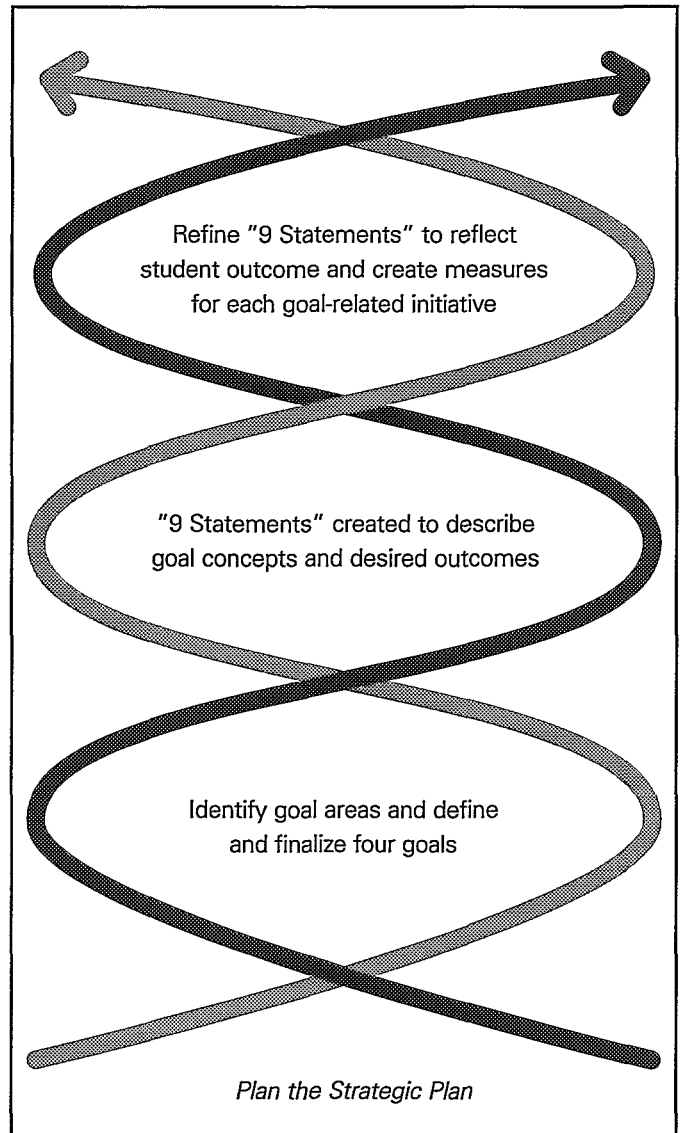 Refine "9 Statements" to reflect
student outcome and create measures
for each goal-related initiative
"9 Statements" created to describe
goal concepts and desired outcomes
Identify goal areas and define
and finalize four goals
Plan the Strategic Plan